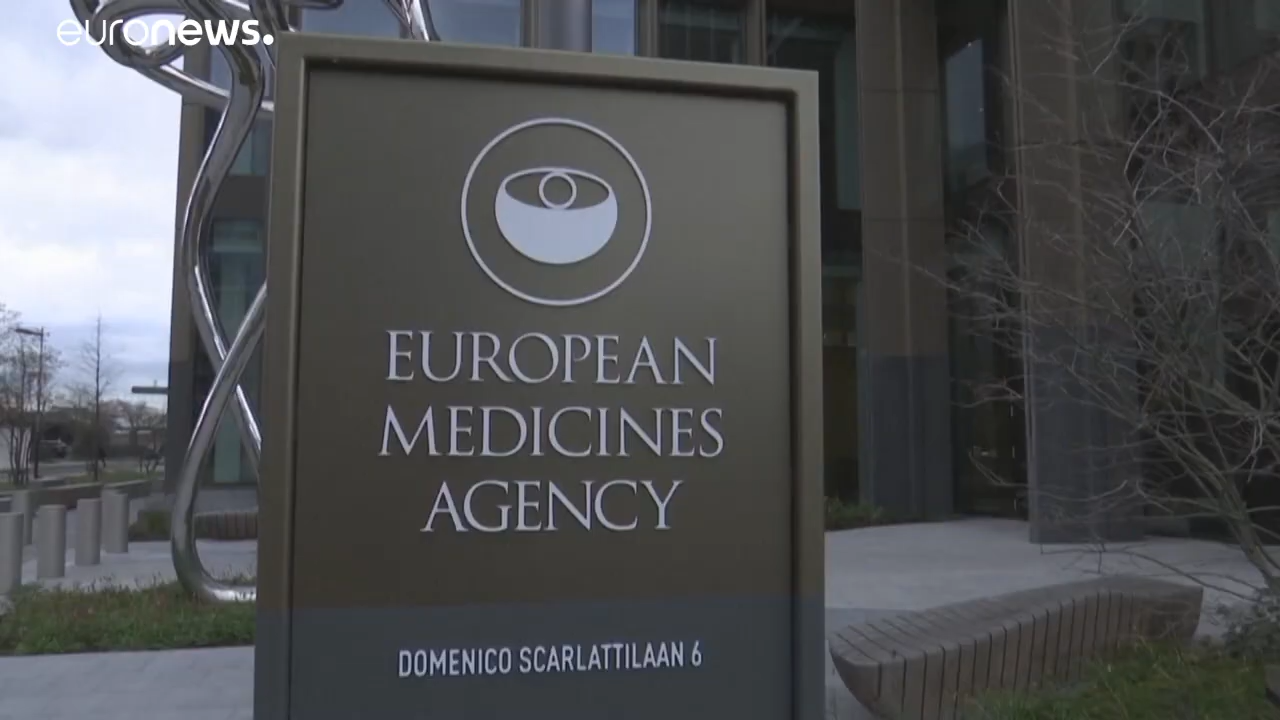 euronews.
EUROPEAN
MEDICINES
AGENCY
DOMENICO SCARLATTILAAN 6